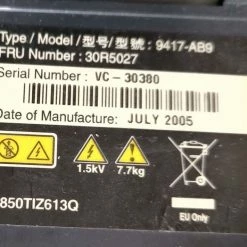 Type / Model / 型号 / 型號 : 9417-AB9
FRU Number : 30R5027
Serial Number : VC-30380
Date of Manufacture: JULY 2005
1.5kV 7.7kg
850TIZ613Q
EU Only